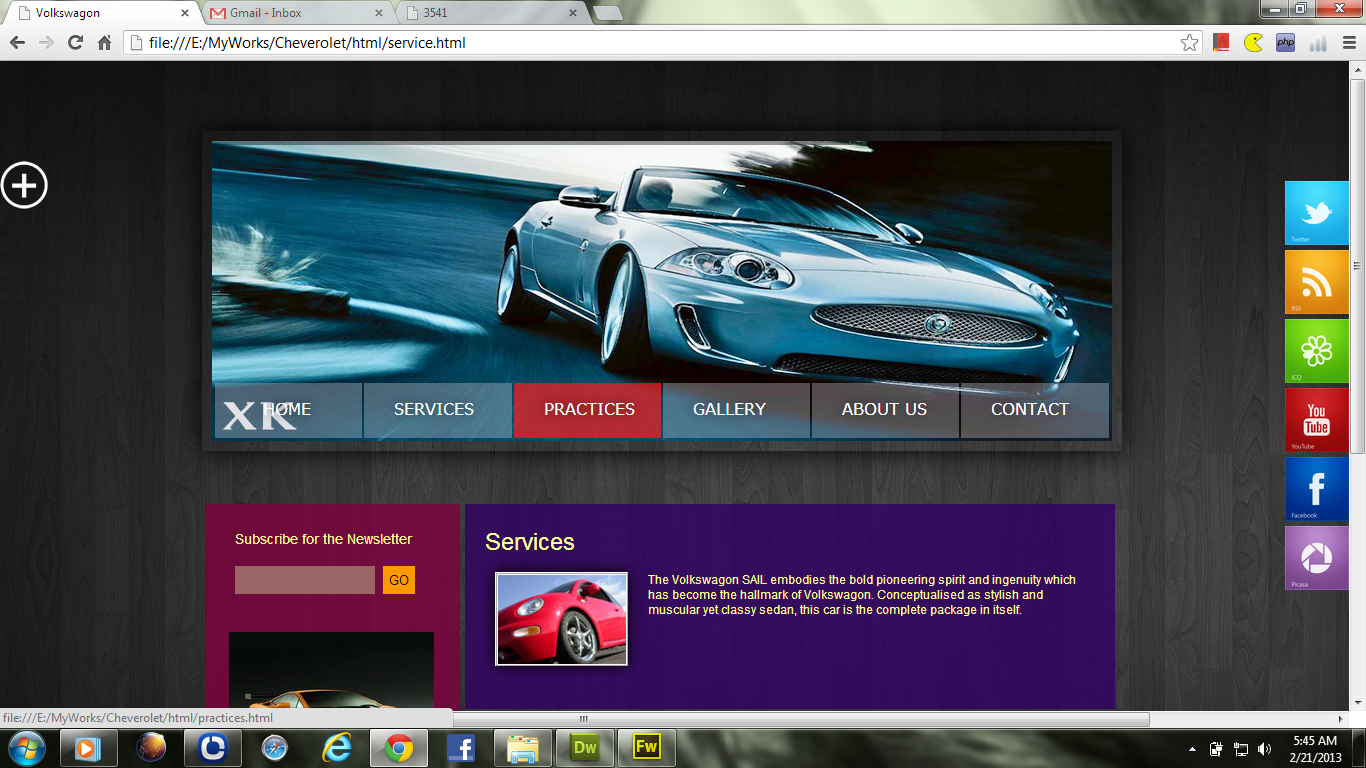 Volkswagon
Gmail - Inbox
3541
file:///E:/MyWorks/Cheverolet/html/service.html
php
Twitter
RSS
ICQ
You
Tube
YouTube
Facebook
Picasa
XK
HOME
SERVICES
PRACTICES
GALLERY
ABOUT US
CONTACT
Subscribe for the Newsletter
GO
Services
The Volkswagon SAIL embodies the bold pioneering spirit and ingenuity which
has become the hallmark of Volkswagon. Conceptualised as stylish and
muscular yet classy sedan, this car is the complete package in itself.
file:///E:/MyWorks/Cheverolet/html/practices.html
Dw
Fw
5:45 AM
2/21/2013